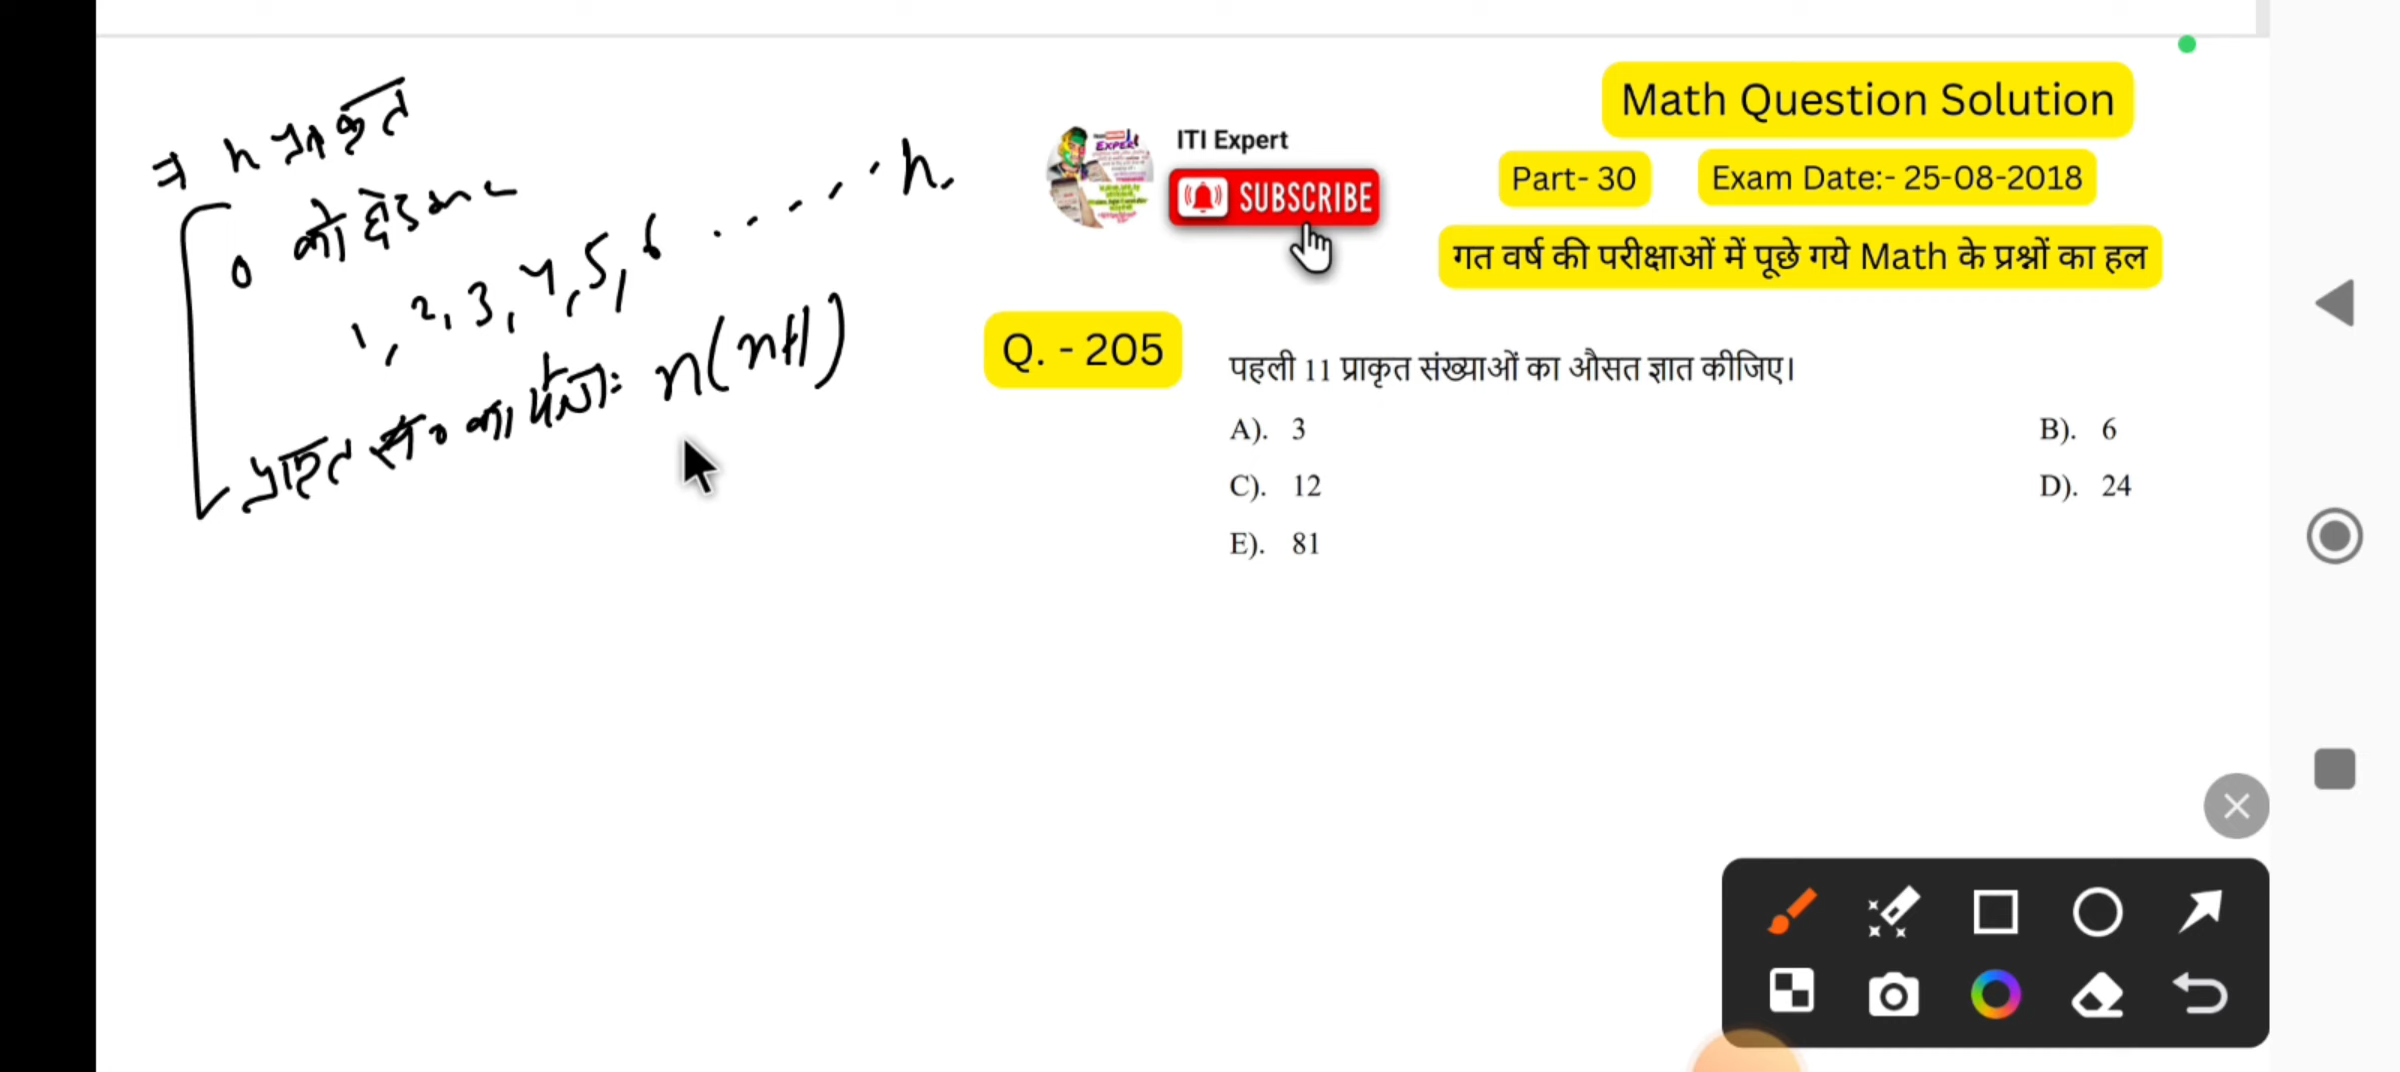 ⇒ n प्राकृत
0 को छोड़कर
1, 2, 3, 4, 5, 6 ....... n.
प्राकृत सं० का योग = n(n+1)
ITI Expert
SUBSCRIBE
Math Question Solution
Part- 30 Exam Date:- 25-08-2018
गत वर्ष की परीक्षाओं में पूछे गये Math के प्रश्नों का हल
Q. - 205 पहली 11 प्राकृत संख्याओं का औसत ज्ञात कीजिए।
A). 3 B). 6
C). 12 D). 24
E). 81